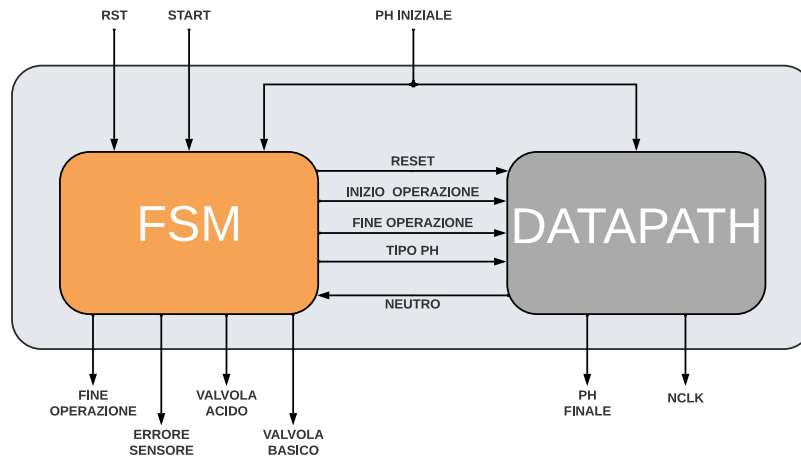 RST
START
PH INIZIALE
RESET
INIZIO OPERAZIONE
FSM
FINE OPERAZIONE
DATAPATH
TIPO PH
NEUTRO
FINE
OPERAZIONE
ERRORE
SENSORE
VALVOLA
ACIDO
VALVOLA
BASICO
PH
FINALE
NCLK